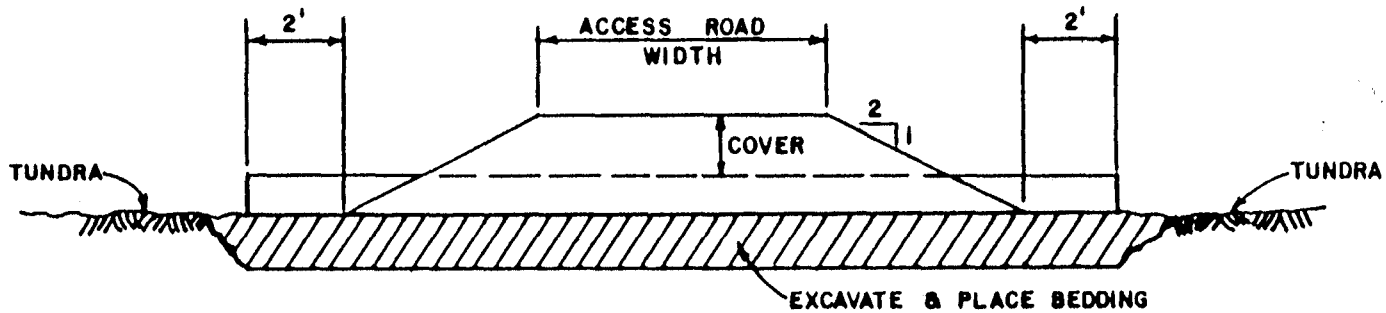 2'
ACCESS ROAD
WIDTH
2'
2
1
COVER
TUNDRA
TUNDRA
EXCAVATE & PLACE BEDDING